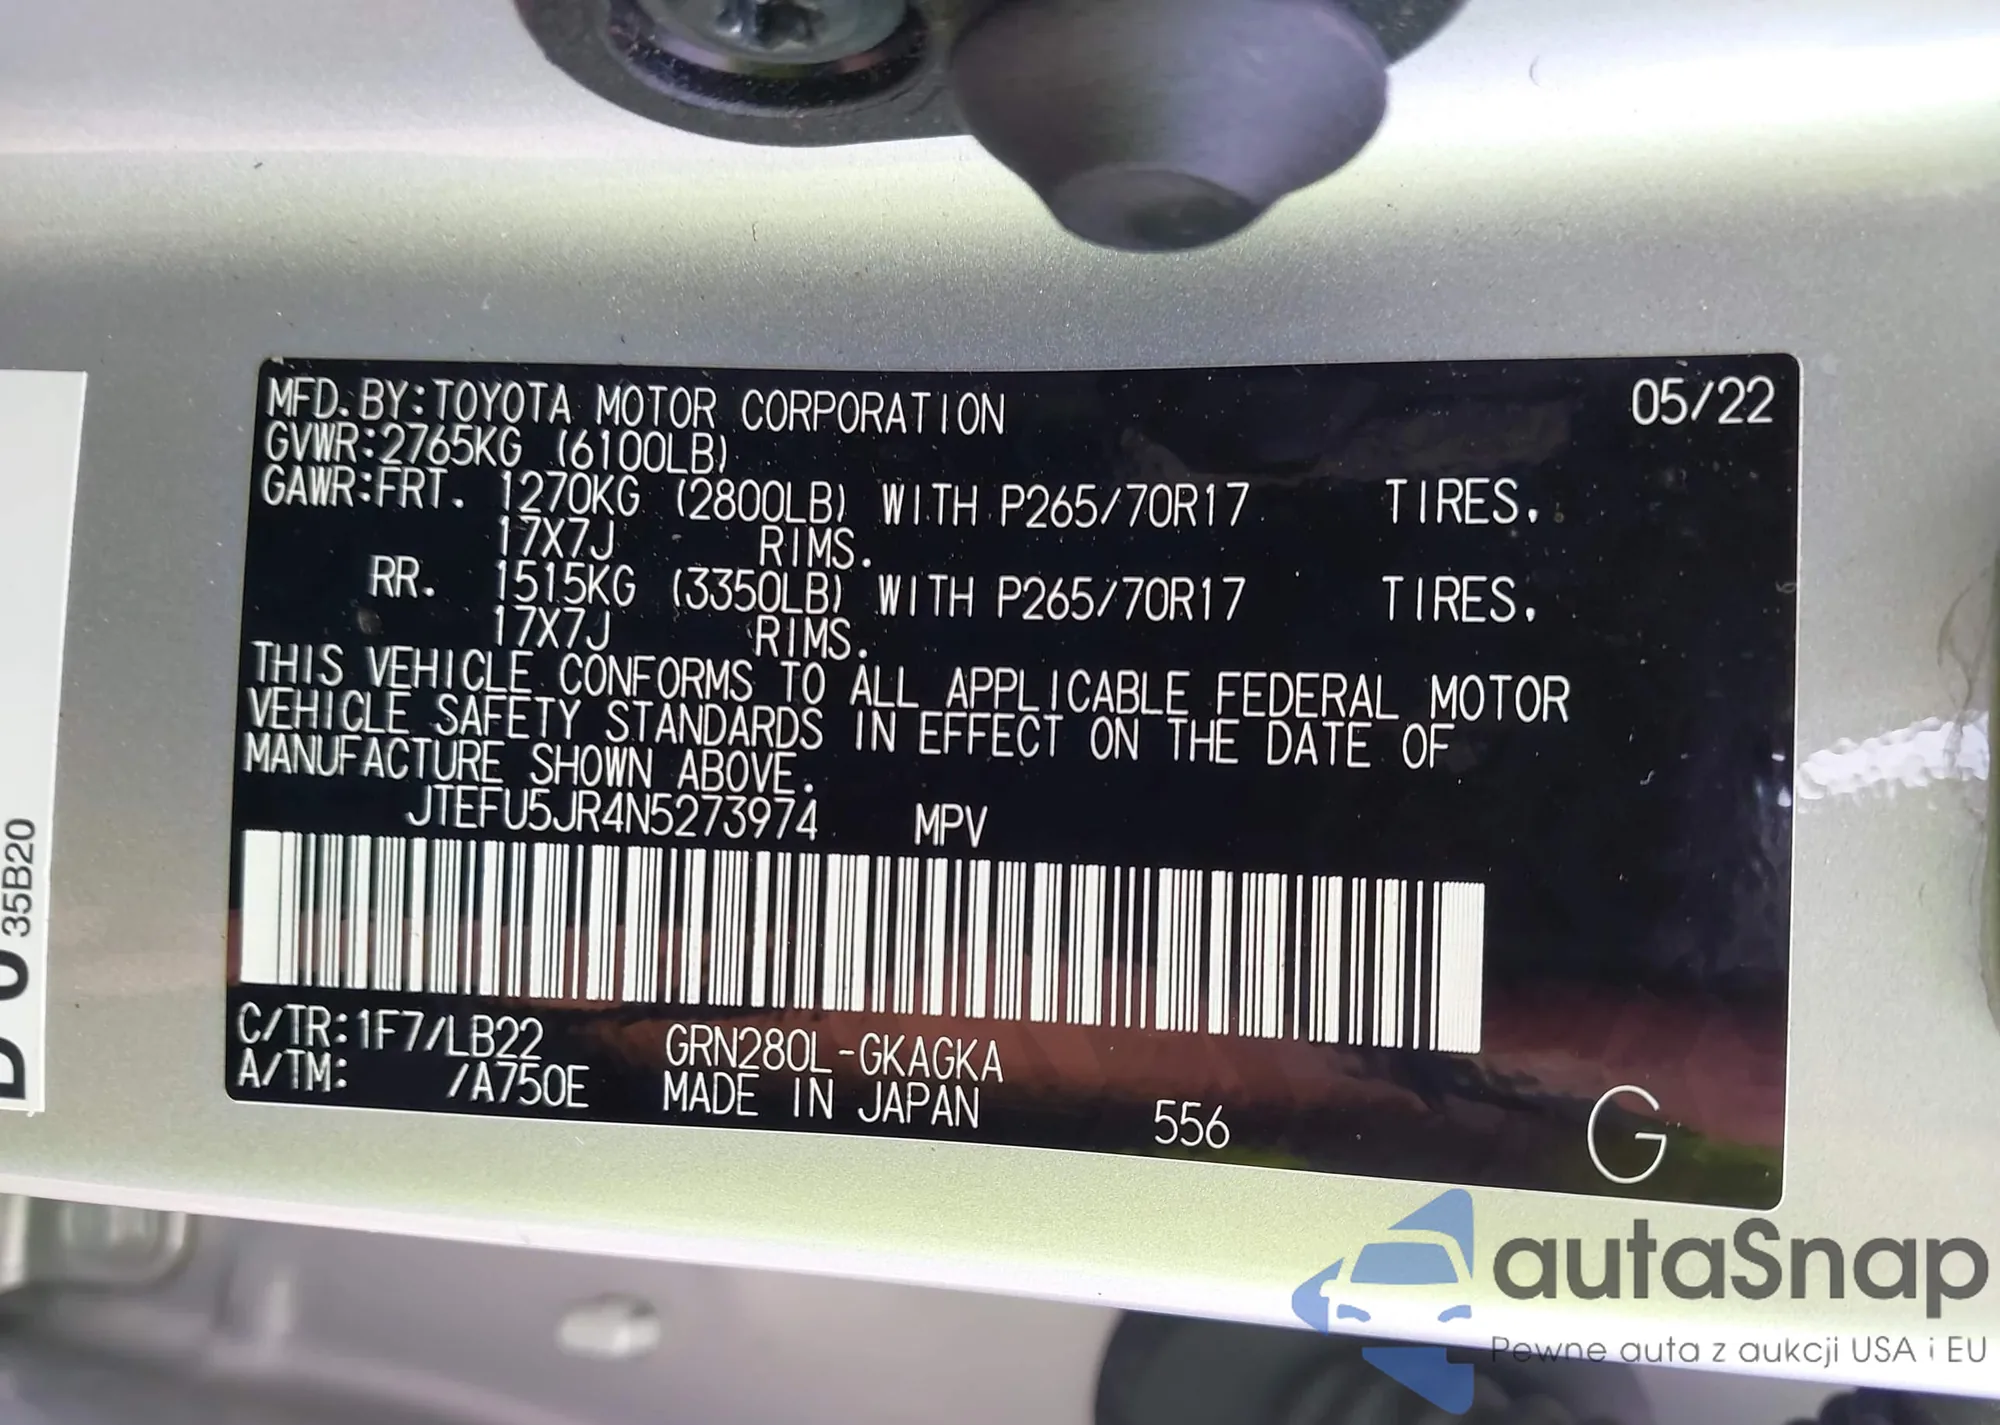 MFD. BY:TOYOTA MOTOR CORPORATION 05/22
GVWR:2765KG (6100LB)
GAWR:FRT. 1270KG (2800LB) WITH P265/70R17 TIRES.
17X7J RIMS.
RR. 1515KG (3350LB) WITH P265/70R17 TIRES.
17X7J RIMS.
THIS VEHICLE CONFORMS TO ALL APPLICABLE FEDERAL MOTOR
VEHICLE SAFETY STANDARDS IN EFFECT ON THE DATE OF
MANUFACTURE SHOWN ABOVE.
JTEFU5JR4N5273974 MPV
C/TR:1F7/LB22 GRN280L-GKAGKA
A/TM: /A750E MADE IN JAPAN 556 G
35B20
autaSnap
Pewne auta z aukcji USA i EU